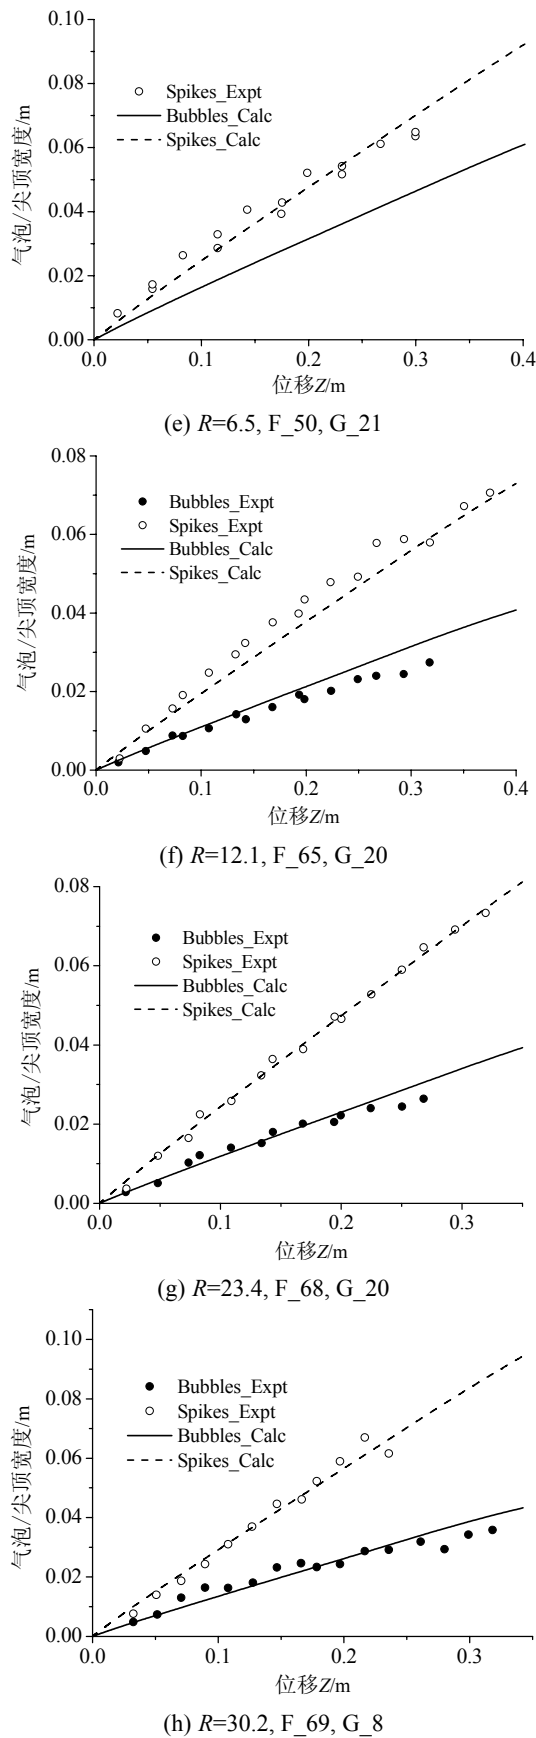 0.10
0.08
0.06
0.04
0.02
0.00
气泡/尖顶宽度/m
Spikes_Expt
Bubbles_Calc
Spikes_Calc
0.0 0.1 0.2 0.3 0.4
位移Z/m
(e) R=6.5, F_50, G_21
0.08
0.06
0.04
0.02
0.00
气泡/尖顶宽度/m
Bubbles_Expt
Spikes_Expt
Bubbles_Calc
Spikes_Calc
0.0 0.1 0.2 0.3 0.4
位移Z/m
(f) R=12.1, F_65, G_20
0.08
0.06
0.04
0.02
0.00
气泡/尖顶宽度/m
Bubbles_Expt
Spikes_Expt
Bubbles_Calc
Spikes_Calc
0.0 0.1 0.2 0.3
位移Z/m
(g) R=23.4, F_68, G_20
0.10
0.08
0.06
0.04
0.02
0.00
气泡/尖顶宽度/m
Bubbles_Expt
Spikes_Expt
Bubbles_Calc
Spikes_Calc
0.0 0.1 0.2 0.3
位移Z/m
(h) R=30.2, F_69, G_8